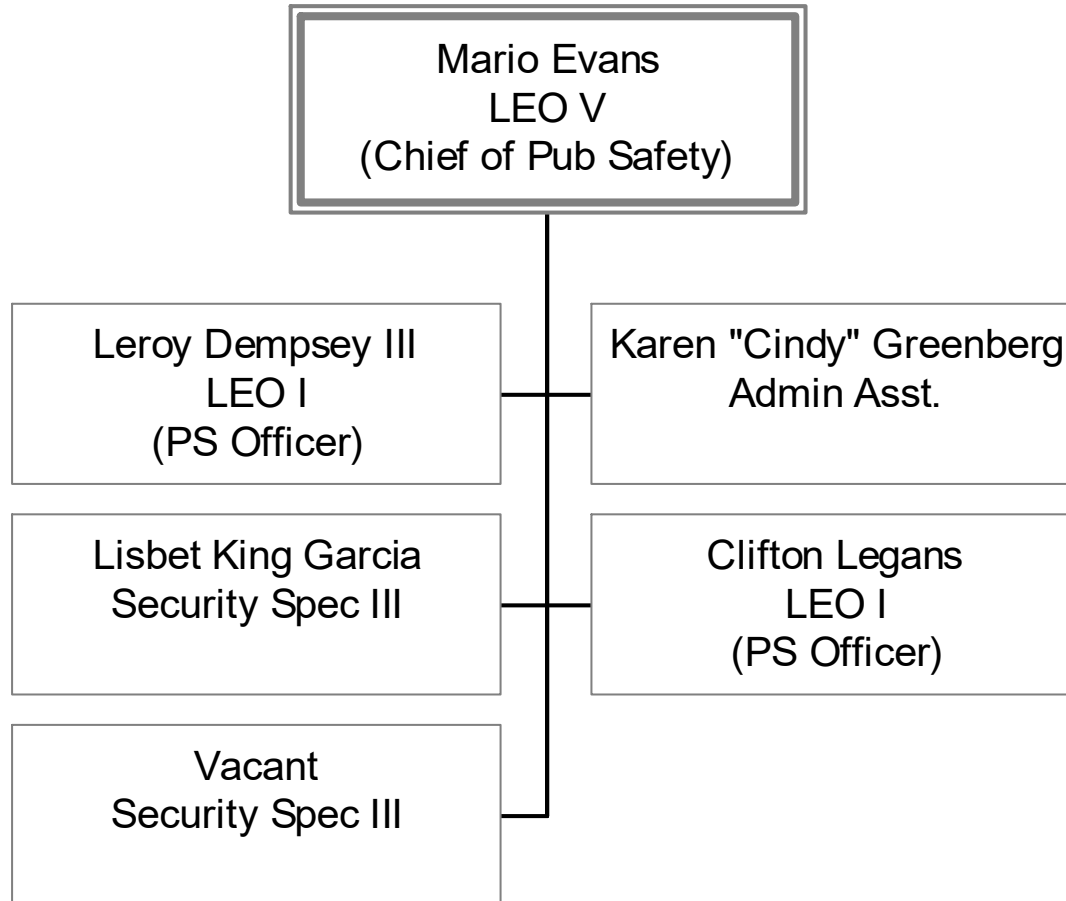 Mario Evans
LEO V
(Chief of Pub Safety)
Leroy Dempsey III
LEO I
(PS Officer)
Karen "Cindy" Greenberg
Admin Asst.
Lisbet King Garcia
Security Spec III
Clifton Legans
LEO I
(PS Officer)
Vacant
Security Spec III